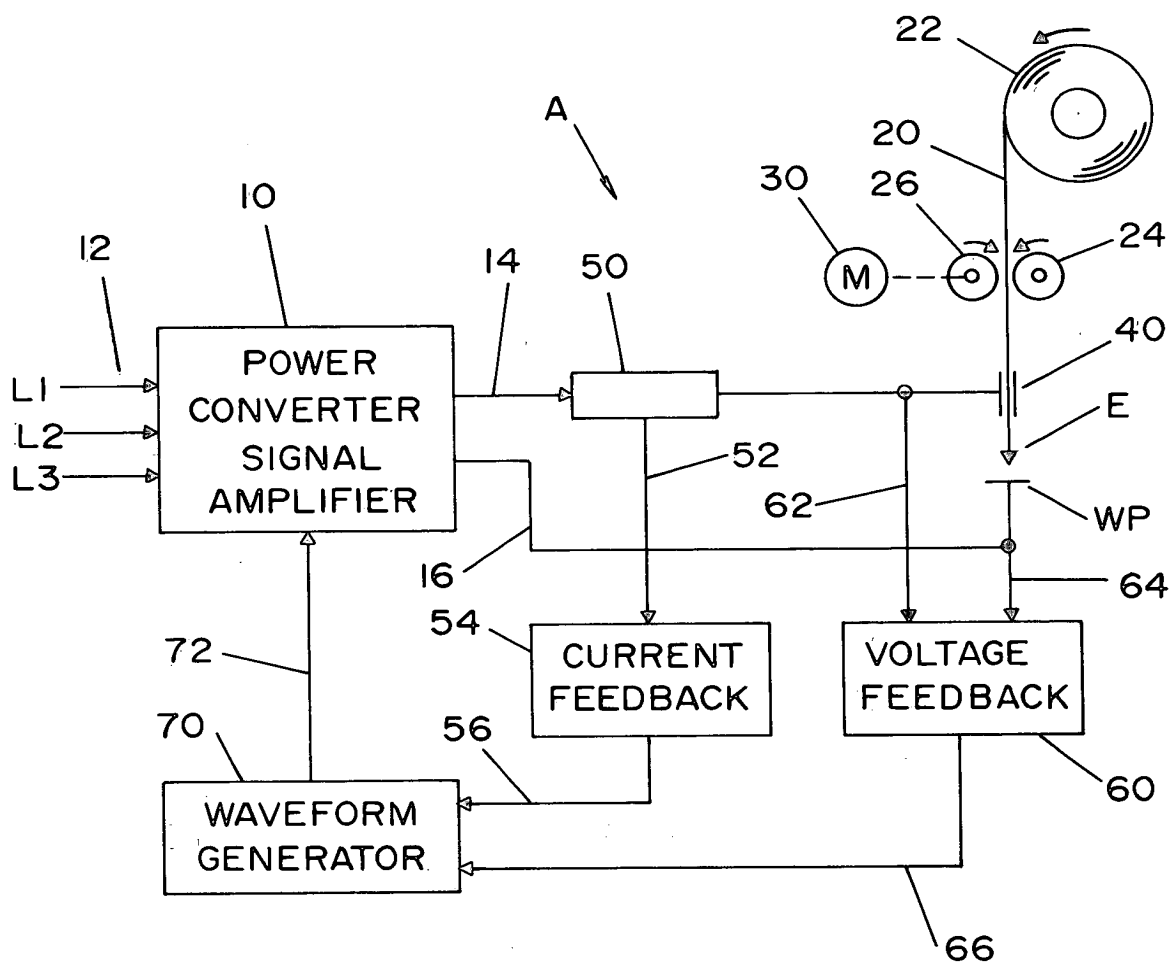 22
A
20
30
26
24
10
12
14
50
M
40
L1
L2
L3
POWER
CONVERTER
SIGNAL
AMPLIFIER
E
52
62
WP
16
64
54
CURRENT
FEEDBACK
VOLTAGE
FEEDBACK
72
70
56
60
WAVEFORM
GENERATOR
66